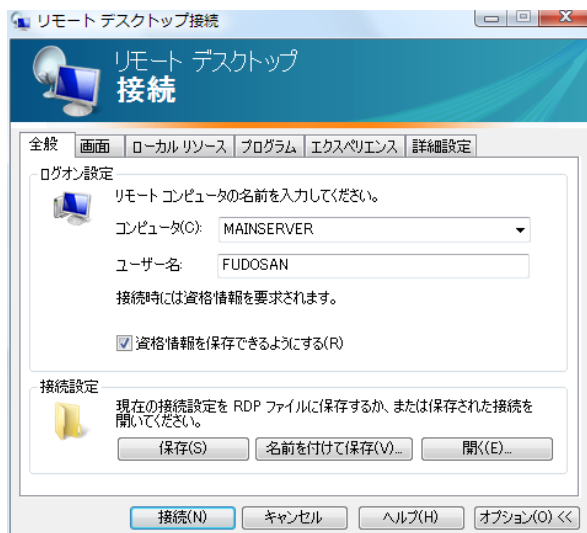 リモート デスクトップ接続
リモート デスクトップ
接続
全般 画面 ローカル リソース プログラム エクスペリエンス 詳細設定
ログオン設定
リモート コンピュータの名前を入力してください。
コンピュータ(C): MAINSERVER
ユーザー名: FUDOSAN
接続時には資格情報を要求されます。
資格情報を保存できるようにする(R)
接続設定
現在の接続設定を RDP ファイルに保存するか、または保存された接続を
開いてください。
保存(S) 名前を付けて保存(V)... 開く(E)...
接続(N) キャンセル ヘルプ(H) オプション(O) <<